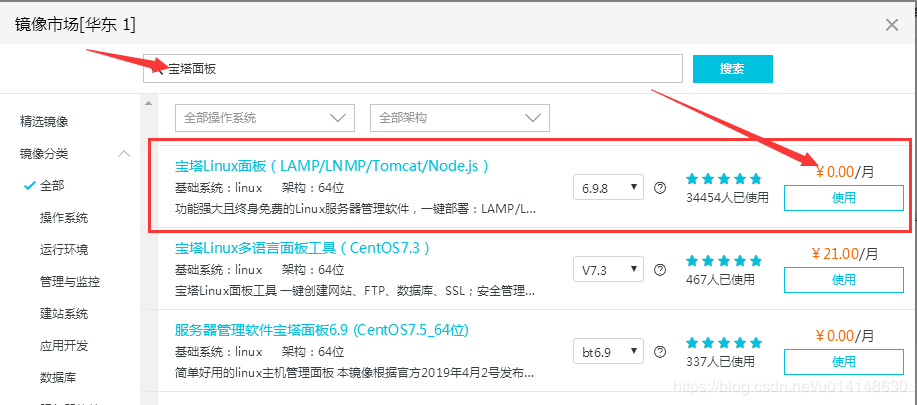 镜像市场[华东 1]
宝塔面板
搜索
精选镜像
镜像分类
全部
操作系统
运行环境
管理与监控
建站系统
应用开发
数据库
全部操作系统
全部架构
宝塔Linux面板（LAMP/LNMP/Tomcat/Node.js）
基础系统：linux 架构：64位
功能强大且终身免费的Linux服务器管理软件，一键部署：LAMP/L...
6.9.8
34454人已使用
￥0.00/月
使用
宝塔Linux多语言面板工具（CentOS7.3）
基础系统：linux 架构：64位
宝塔Linux面板工具 一键创建网站、FTP、数据库、SSL；安全管理...
V7.3
467人已使用
￥21.00/月
使用
服务器管理软件宝塔面板6.9 (CentOS7.5_64位)
基础系统：linux 架构：64位
简单好用的linux主机管理面板 本镜像根据官方2019年4月2号发布...
bt6.9
337人已使用
￥0.00/月
使用
https://blog.csdn.net/u014148630